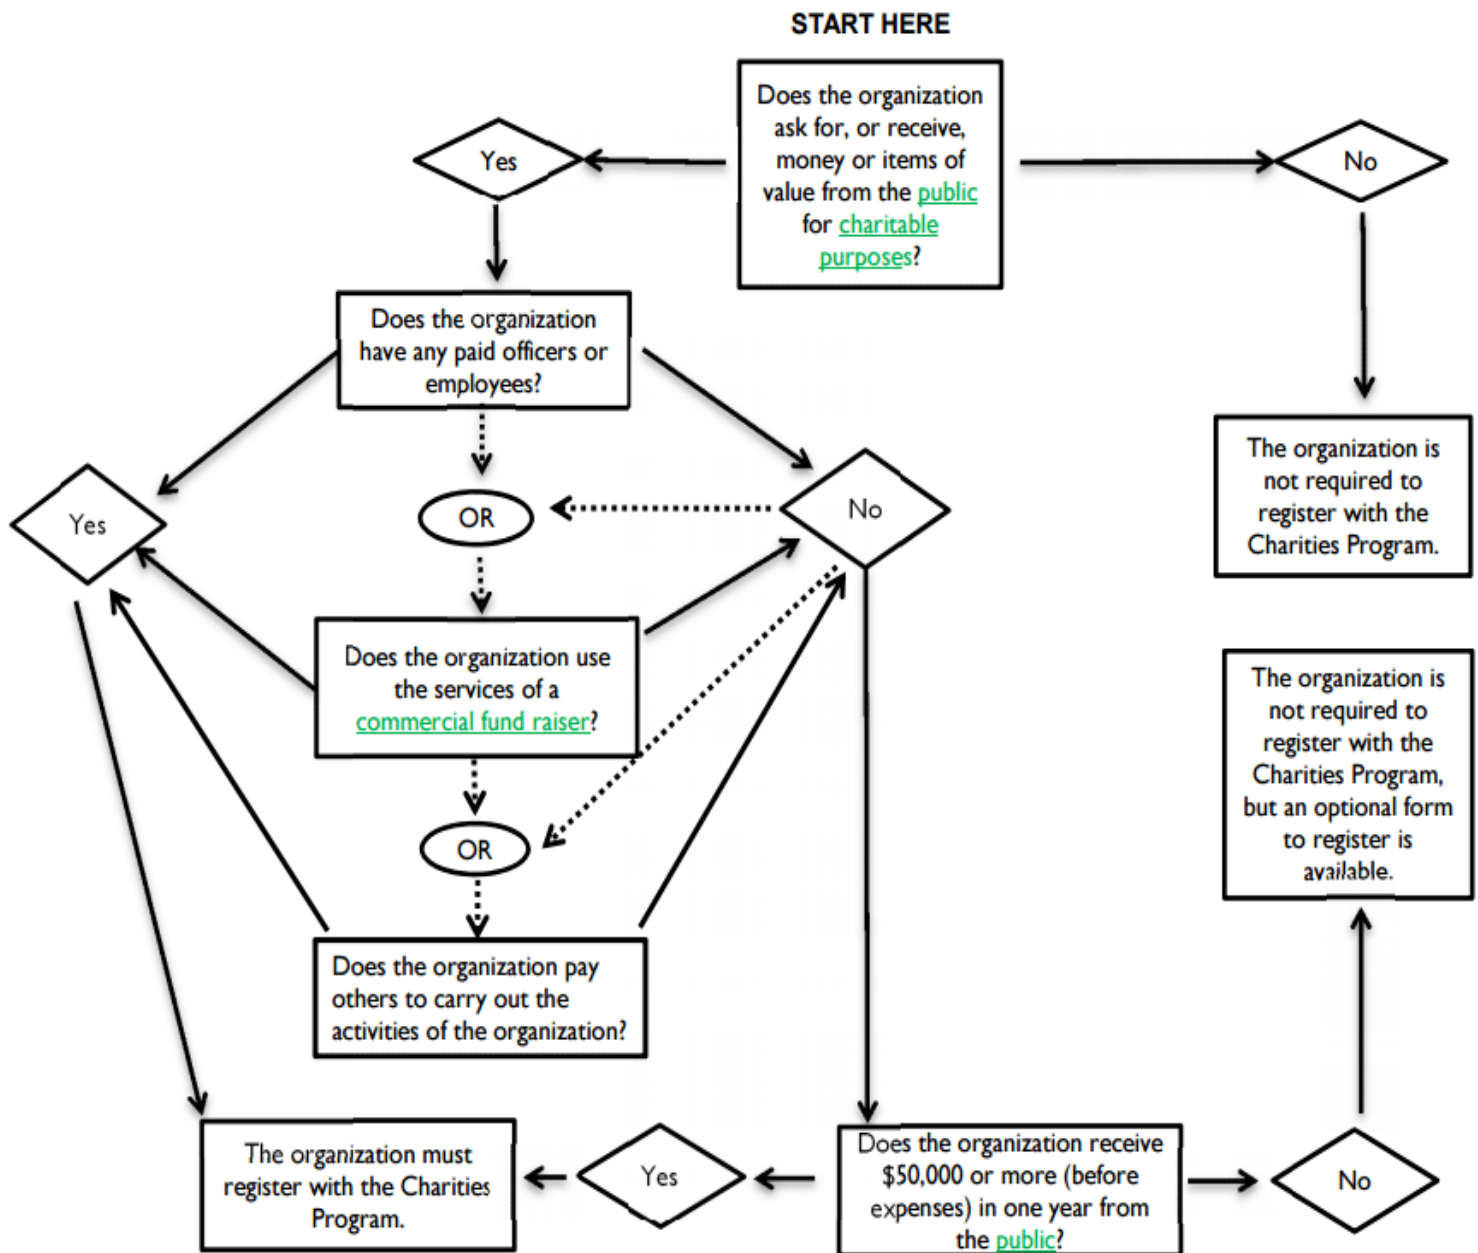 START HERE
Does the organization
ask for, or receive,
money or items of
value from the public
for charitable
purposes?
Yes
No
Does the organization
have any paid officers or
employees?
The organization is
not required to
register with the
Charities Program.
Yes
OR
No
Does the organization use
the services of a
commercial fund raiser?
The organization is
not required to
register with the
Charities Program,
but an optional form
to register is
available.
OR
Does the organization pay
others to carry out the
activities of the organization?
The organization must
register with the Charities
Program.
Yes
Does the organization receive
$50,000 or more (before
expenses) in one year from
the public?
No